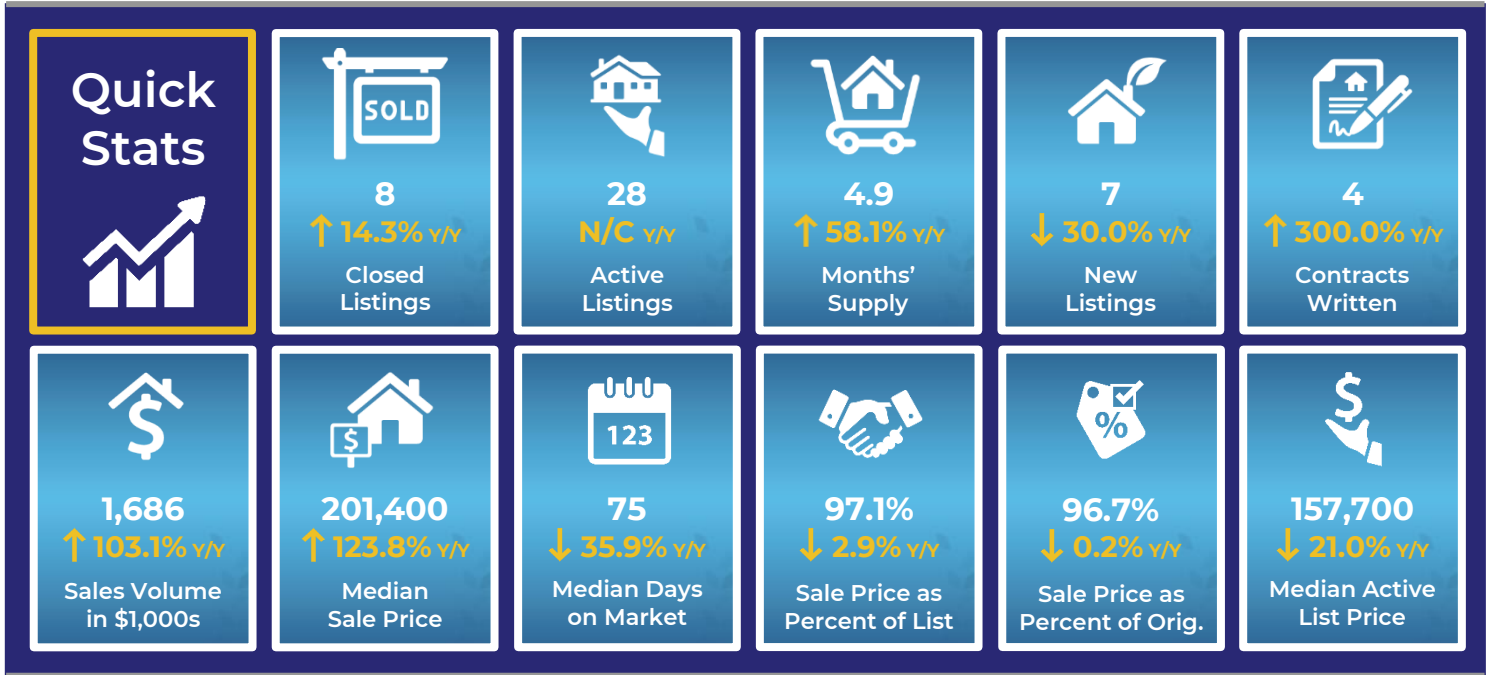 Quick
Stats
SOLD
8
↑ 14.3% Y/Y
Closed
Listings
28
N/C Y/Y
Active
Listings
4.9
↑ 58.1% Y/Y
Months’
Supply
7
↓ 30.0% Y/Y
New
Listings
4
↑ 300.0% Y/Y
Contracts
Written
$
1,686
↑ 103.1% Y/Y
Sales Volume
in $1,000s
$
201,400
↑ 123.8% Y/Y
Median
Sale Price
123
75
↓ 35.9% Y/Y
Median Days
on Market
97.1%
↓ 2.9% Y/Y
Sale Price as
Percent of List
%
96.7%
↓ 0.2% Y/Y
Sale Price as
Percent of Orig.
$
157,700
↓ 21.0% Y/Y
Median Active
List Price